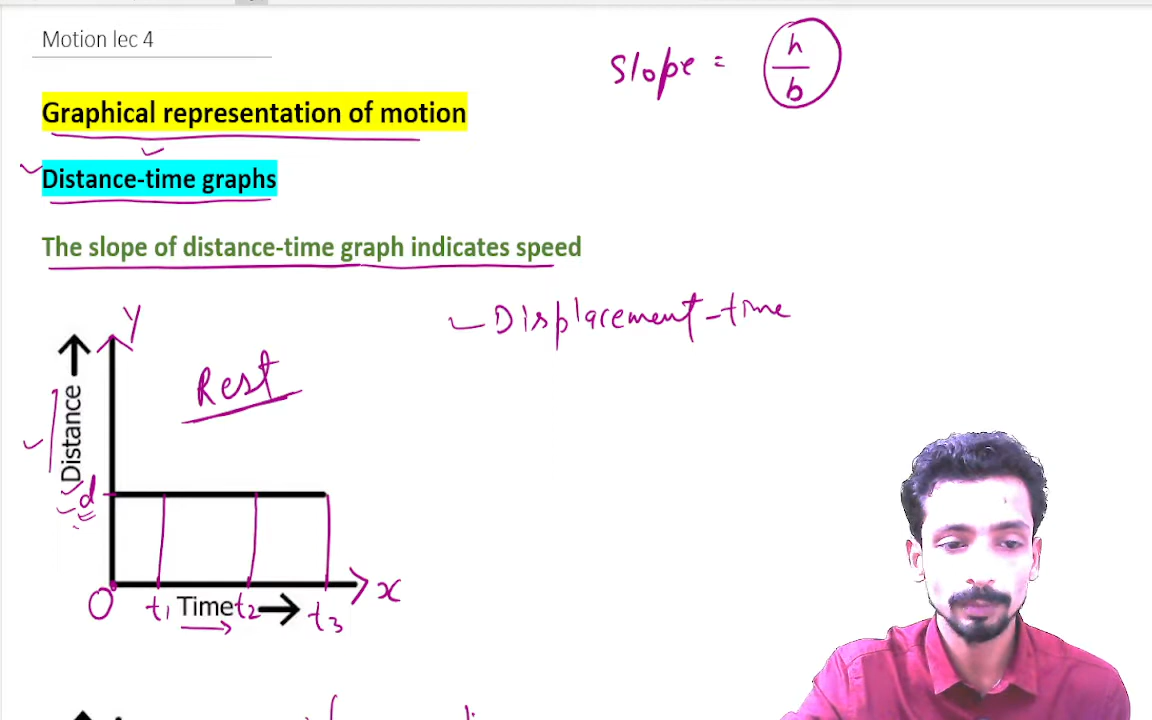 Motion lec 4
Slope = h/b
Graphical representation of motion
Distance-time graphs
The slope of distance-time graph indicates speed
Displacement-time
Y
Rest
Distance
d
O
t1 Time t2 t3 x